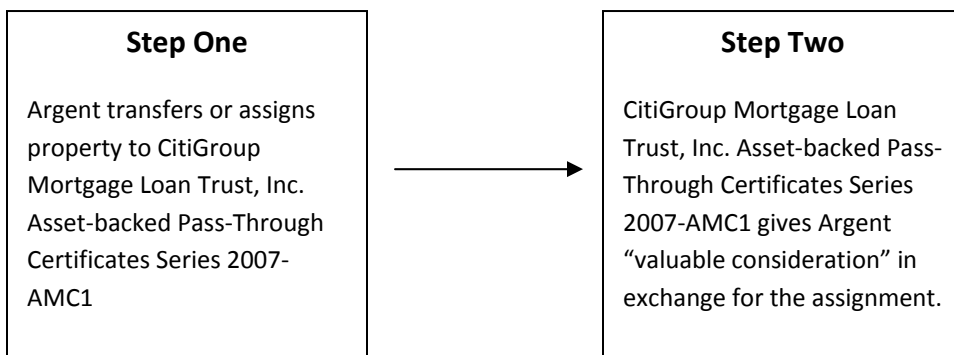 Step One
Argent transfers or assigns
property to CitiGroup
Mortgage Loan Trust, Inc.
Asset-backed Pass-Through
Certificates Series 2007-
AMC1
Step Two
CitiGroup Mortgage Loan
Trust, Inc. Asset-backed Pass-
Through Certificates Series
2007-AMC1 gives Argent
“valuable consideration” in
exchange for the assignment.